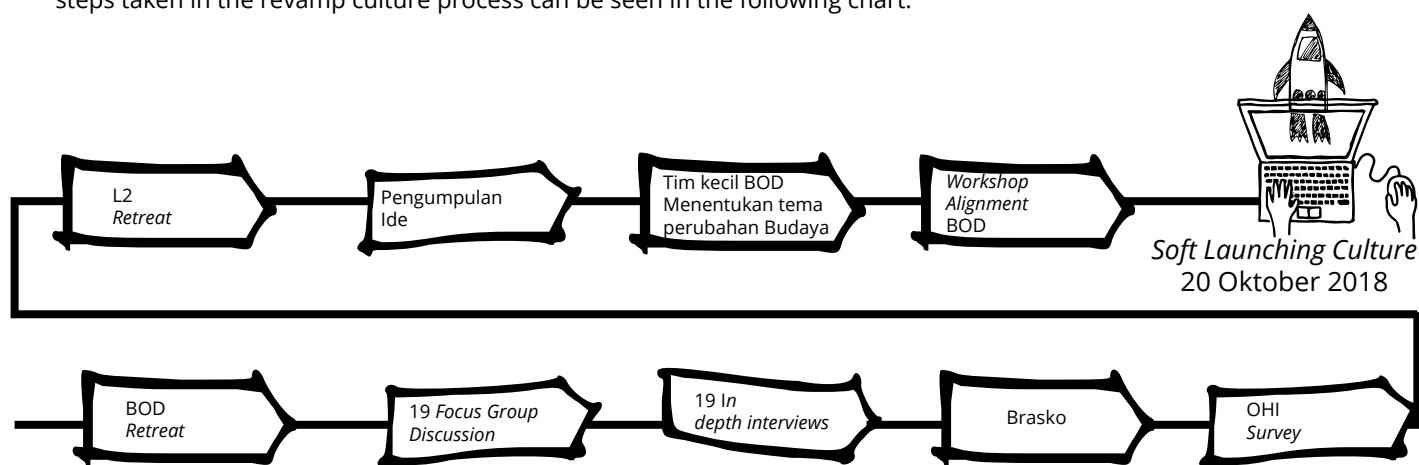 steps taken in the revamp culture process can be seen in the following chart.
L2
Retreat
Pengumpulan
Ide
Tim kecil BOD
Menentukan tema
perubahan Budaya
Workshop
Alignment
BOD
Soft Launching Culture
20 Oktober 2018
BOD
Retreat
19 Focus Group
Discussion
19 In
depth interviews
Brasko
OHI
Survey